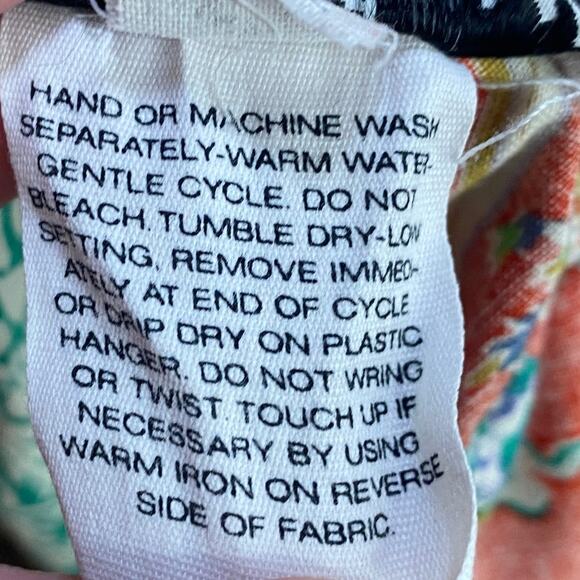 HAND OR MACHINE WASH
SEPARATELY-WARM WATER-
GENTLE CYCLE. DO NOT
BLEACH. TUMBLE DRY-LOW
SETTING, REMOVE IMMEDI-
ATELY AT END OF CYCLE
OR DRIP DRY ON PLASTIC
HANGER. DO NOT WRING
OR TWIST. TOUCH UP IF
NECESSARY BY USING
WARM IRON ON REVERSE
SIDE OF FABRIC.